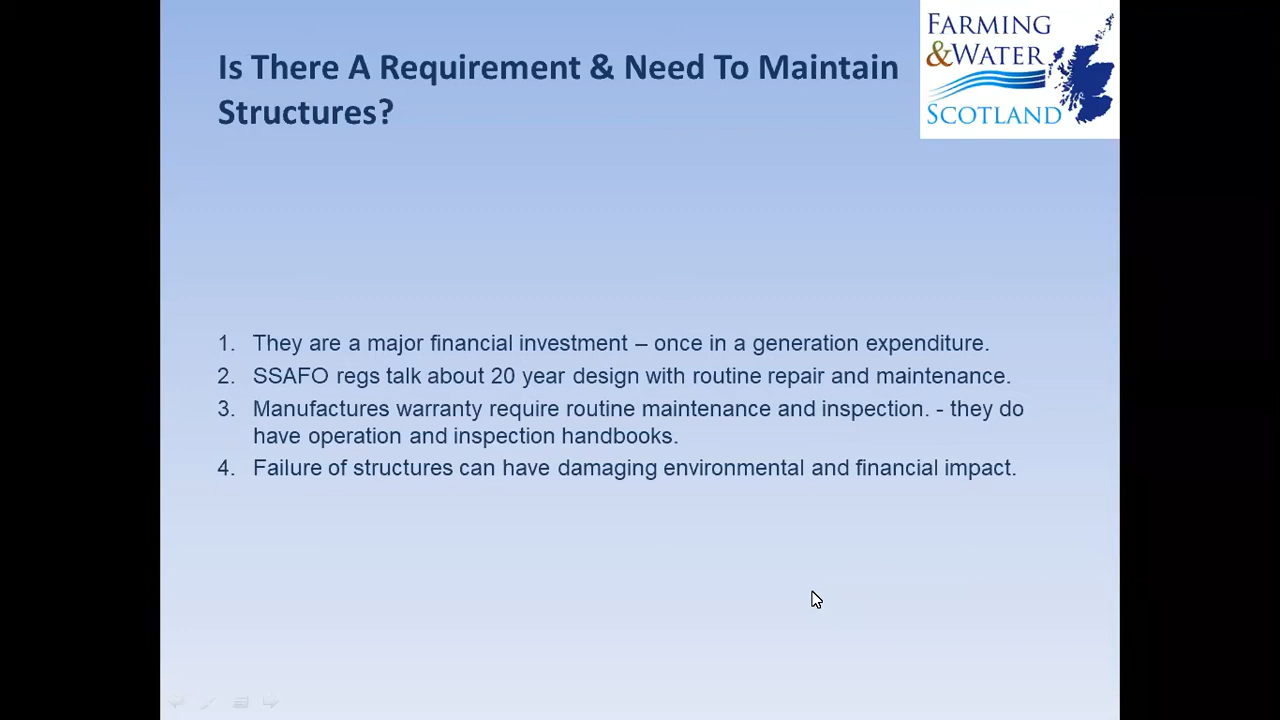 Is There A Requirement & Need To Maintain
Structures?
FARMING
&WATER
SCOTLAND
1. They are a major financial investment – once in a generation expenditure.
2. SSAFO regs talk about 20 year design with routine repair and maintenance.
3. Manufactures warranty require routine maintenance and inspection. - they do
have operation and inspection handbooks.
4. Failure of structures can have damaging environmental and financial impact.